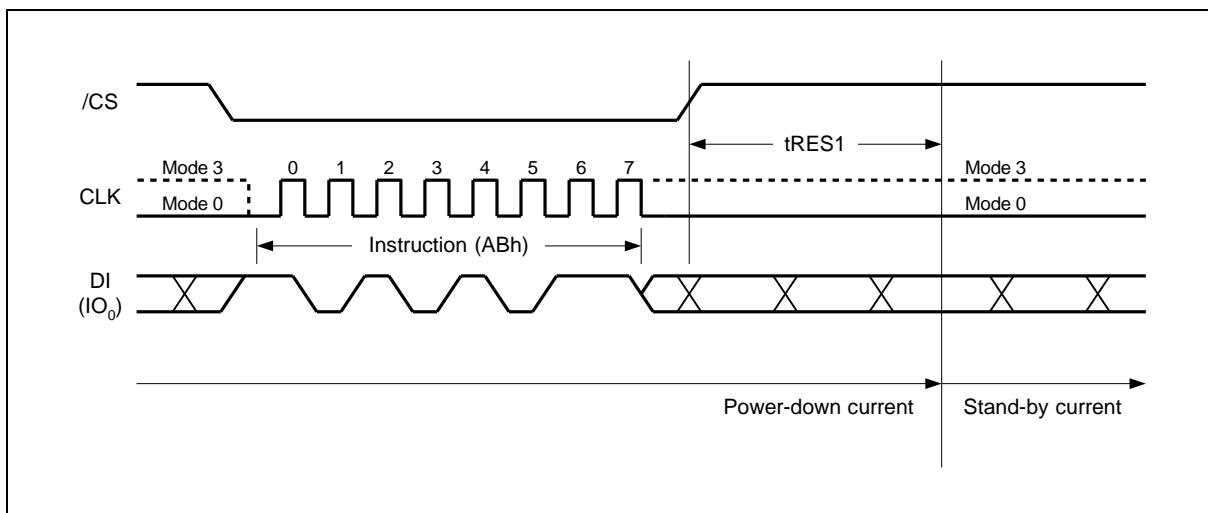 /CS
tRES1
Mode 3
0 1 2 3 4 5 6 7
Mode 3
CLK
Mode 0
Mode 0
Instruction (ABh)
DI
(IO₀)
Power-down current
Stand-by current